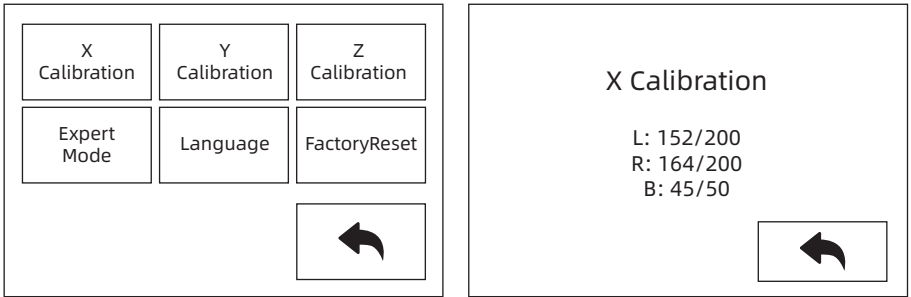 X
Calibration
Y
Calibration
Z
Calibration
Expert
Mode
Language
FactoryReset
X Calibration
L: 152/200
R: 164/200
B: 45/50